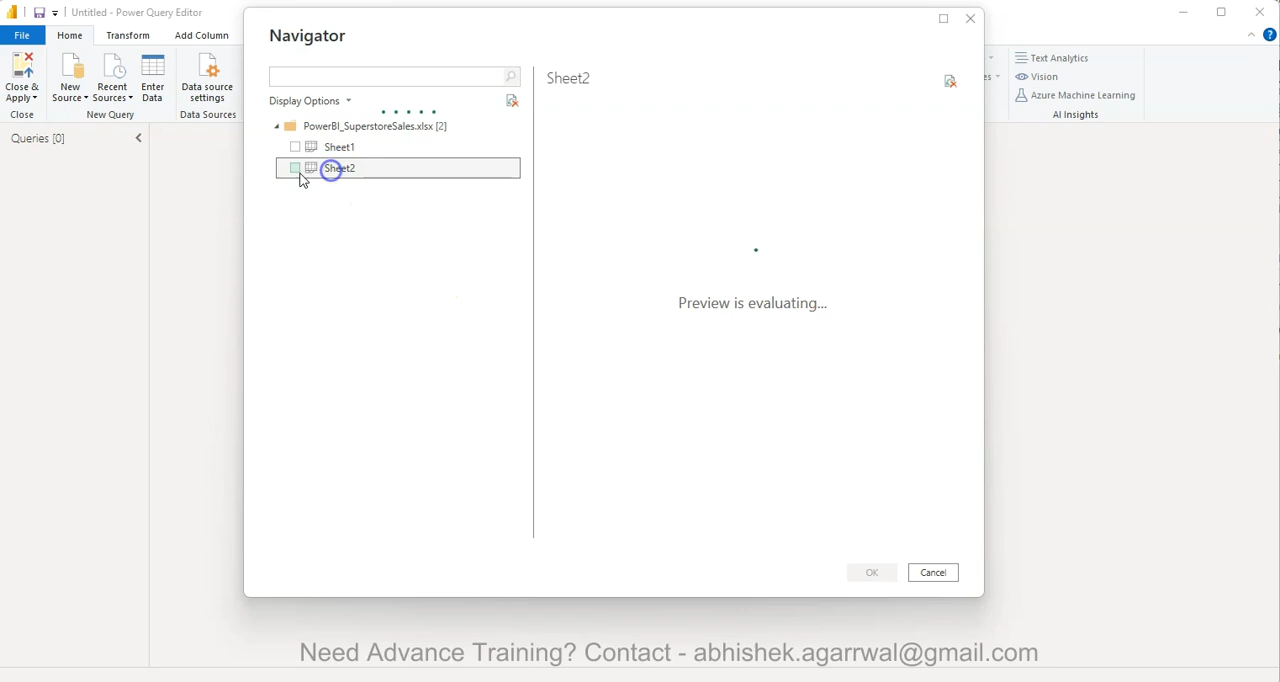 Untitled - Power Query Editor
Navigator
File
Home
Transform
Add Column
Sheet2
Text Analytics
Vision
Azure Machine Learning
AI Insights
Close &
Apply
New
Source
Recent
Sources
Enter
Data
Data source
settings
Close
New Query
Data Sources
Display Options
PowerBI_SuperstoreSales.xlsx [2]
Sheet1
Sheet2
Queries [0]
Preview is evaluating...
OK
Cancel
Need Advance Training? Contact - abhishek.agarrwal@gmail.com